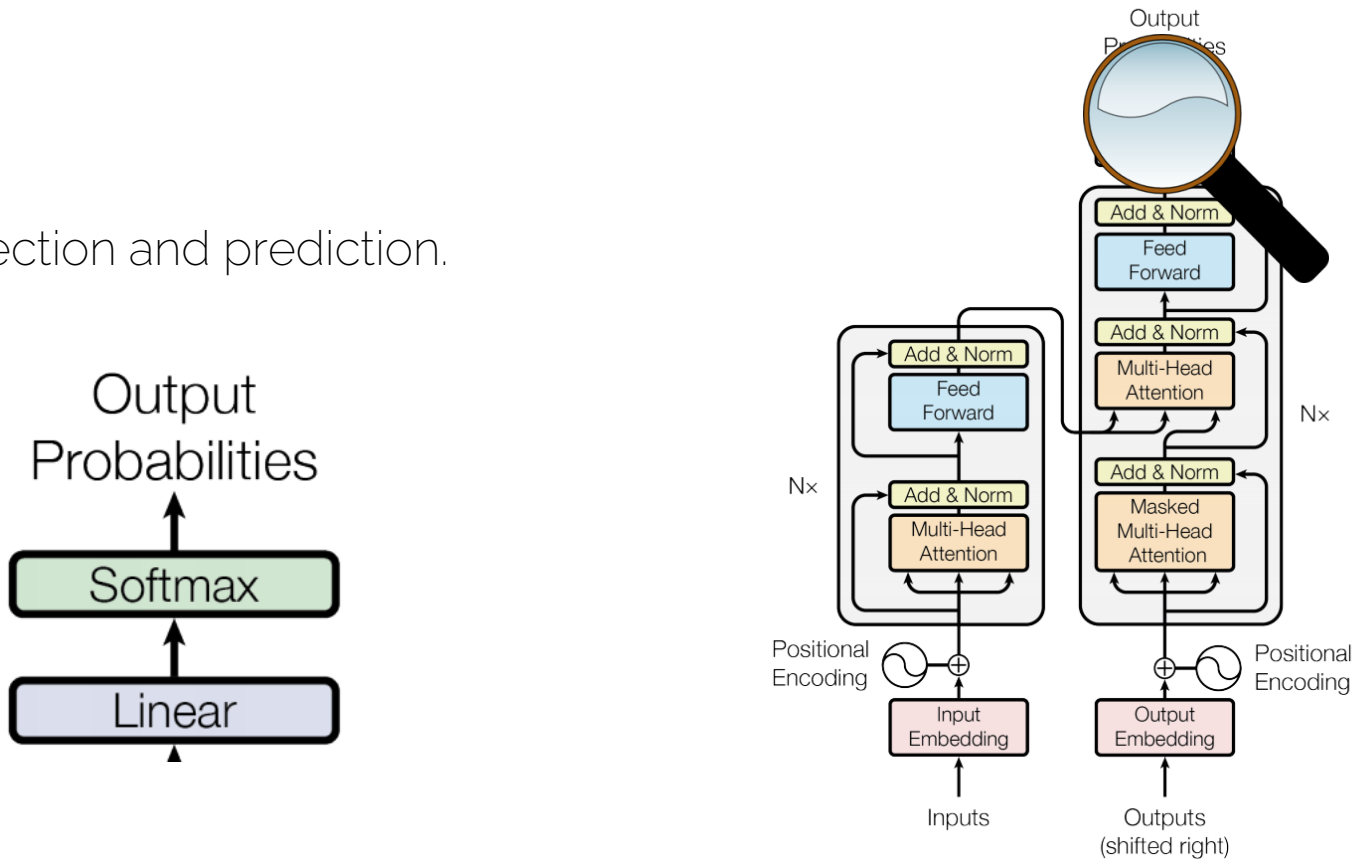 ection and prediction.
Output
Probabilities
Softmax
Linear
Output
Add & Norm
Feed
Forward
Add & Norm
Multi-Head
Attention
Nx
Add & Norm
Masked
Multi-Head
Attention
Add & Norm
Feed
Forward
Nx
Add & Norm
Multi-Head
Attention
Positional
Encoding
Positional
Encoding
Input
Embedding
Output
Embedding
Inputs
Outputs
(shifted right)